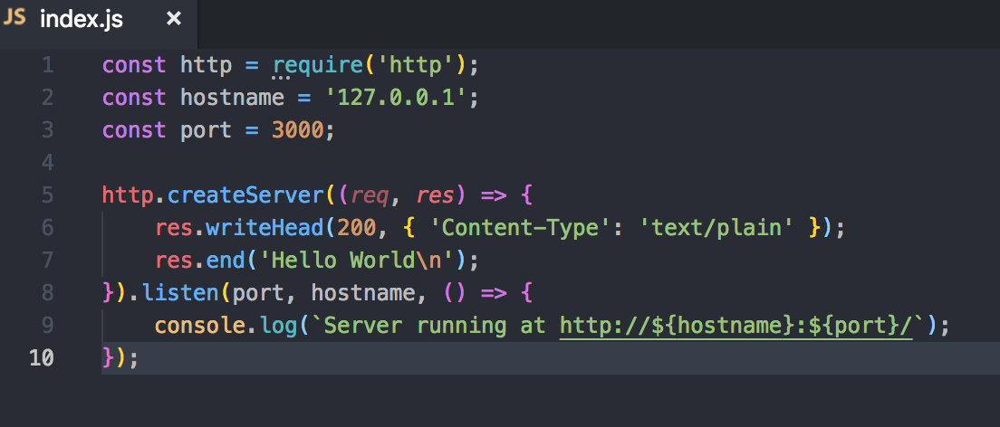 JS index.js ×
1 const http = require('http');
2 const hostname = '127.0.0.1';
3 const port = 3000;
4
5 http.createServer((req, res) => {
6     res.writeHead(200, { 'Content-Type': 'text/plain' });
7     res.end('Hello World\n');
8 }).listen(port, hostname, () => {
9     console.log(`Server running at http://${hostname}:${port}/`);
10 });